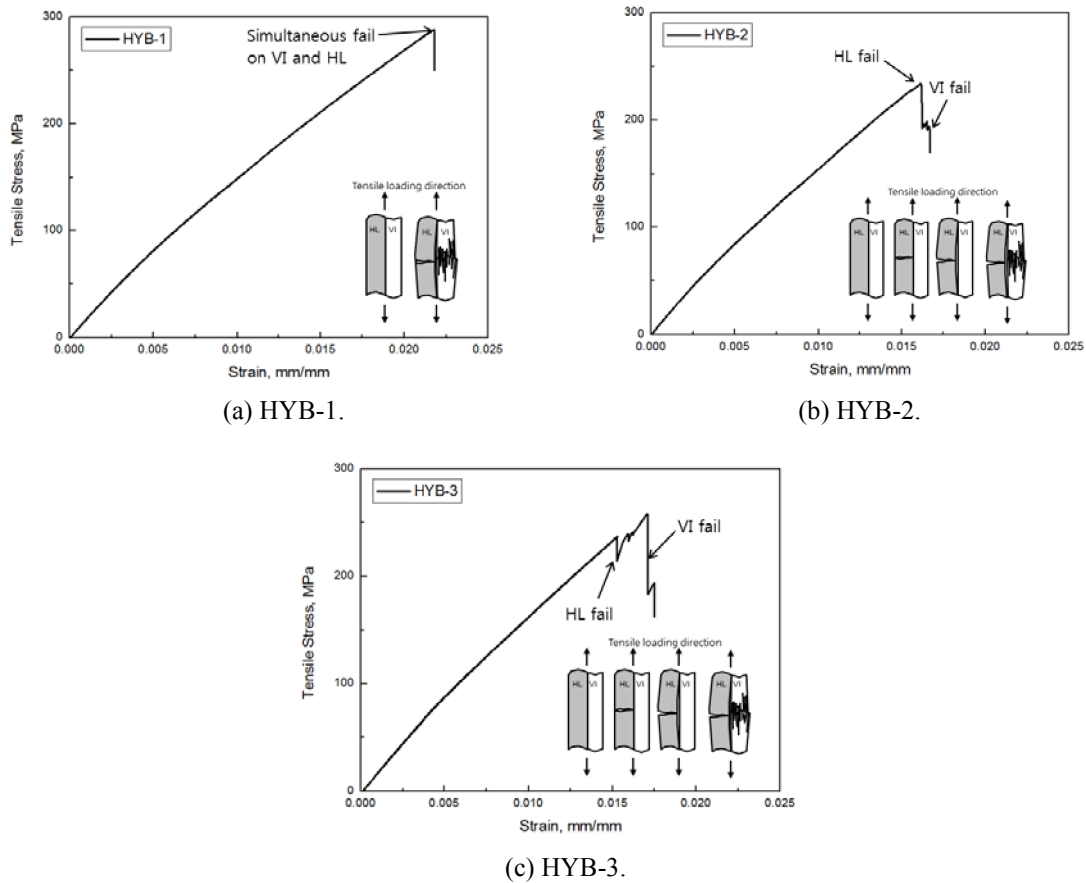 300
HYB-1
Simultaneous fail
on VI and HL
200
Tensile Stress, MPa
Tensile loading direction
100
HL VI
HL VI
0
0.000 0.005 0.010 0.015 0.020 0.025
Strain, mm/mm
(a) HYB-1.
300
HYB-2
HL fail
VI fail
200
Tensile Stress, MPa
Tensile loading direction
100
HL VI
HL VI
HL VI
HL VI
0
0.000 0.005 0.010 0.015 0.020 0.025
Strain, mm/mm
(b) HYB-2.
300
HYB-3
VI fail
200
HL fail
Tensile Stress, MPa
Tensile loading direction
100
HL VI
HL VI
HL VI
HL VI
0
0.000 0.005 0.010 0.015 0.020 0.025
Strain, mm/mm
(c) HYB-3.